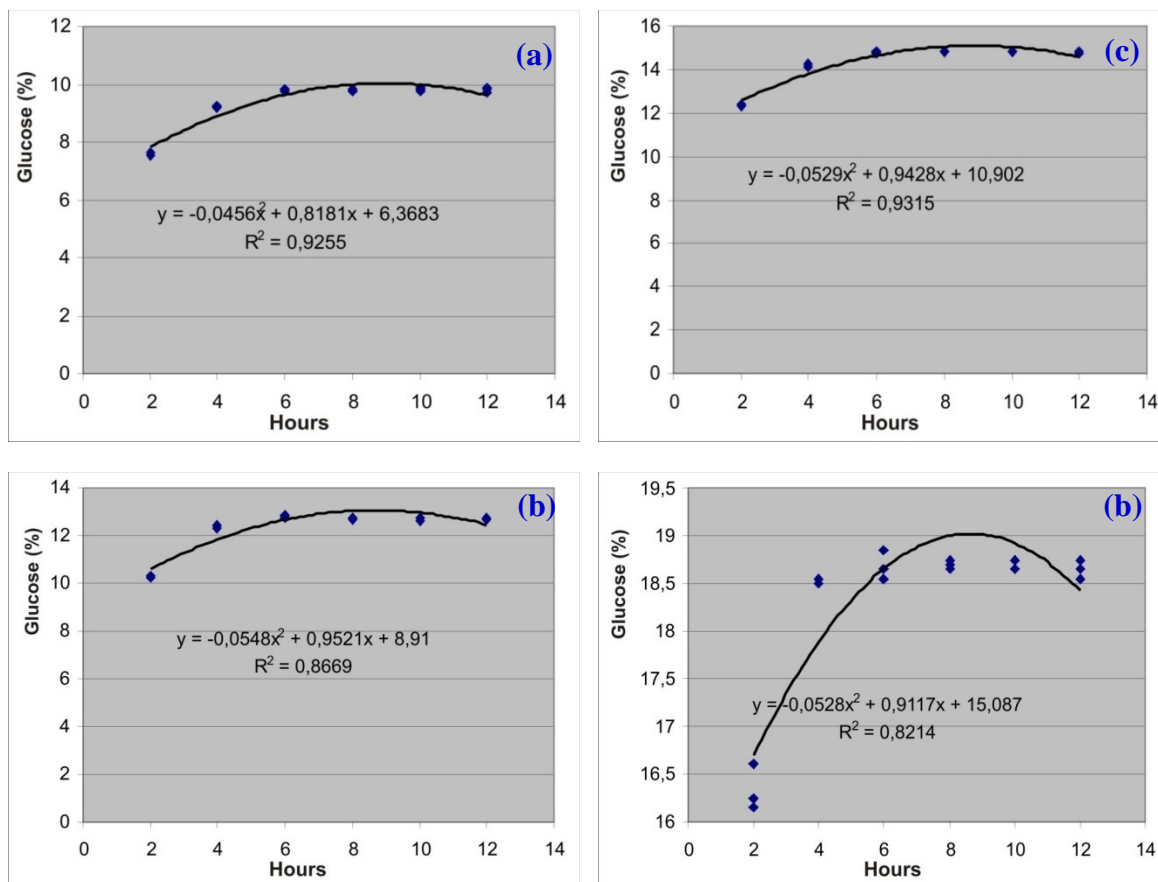 (a)
Glucose (%)
12
10
8
6
4
2
0
y = -0,0456x² + 0,8181x + 6,3683
R² = 0,9255
0 2 4 6 8 10 12 14
Hours
(c)
Glucose (%)
16
14
12
10
8
6
4
2
0
y = -0,0529x² + 0,9428x + 10,902
R² = 0,9315
0 2 4 6 8 10 12 14
Hours
(b)
Glucose (%)
14
12
10
8
6
4
2
0
y = -0,0548x² + 0,9521x + 8,91
R² = 0,8669
0 2 4 6 8 10 12 14
Hours
(b)
Glucose (%)
19,5
19
18,5
18
17,5
17
16,5
16
y = -0,0528x² + 0,9117x + 15,087
R² = 0,8214
0 2 4 6 8 10 12 14
Hours